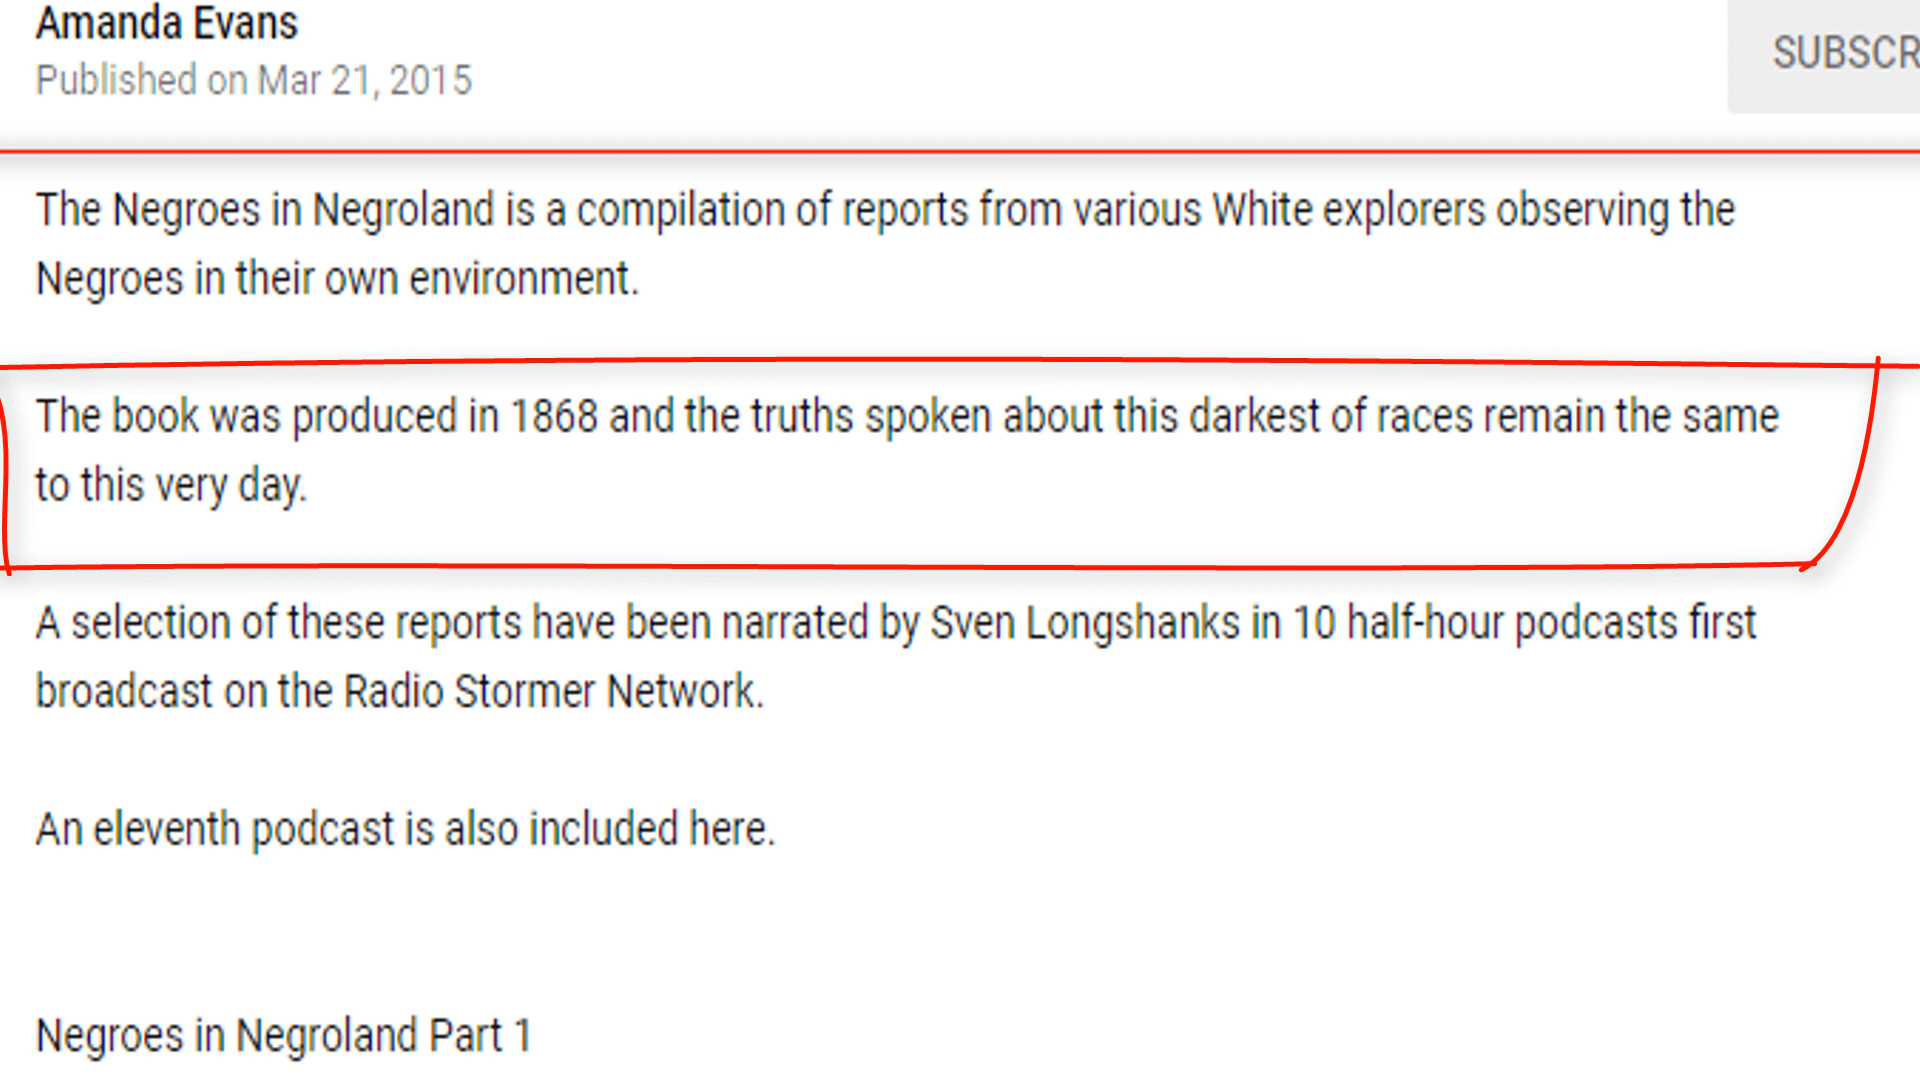 Amanda Evans
Published on Mar 21, 2015
SUBSCR
The Negroes in Negroland is a compilation of reports from various White explorers observing the
Negroes in their own environment.
The book was produced in 1868 and the truths spoken about this darkest of races remain the same
to this very day.
A selection of these reports have been narrated by Sven Longshanks in 10 half-hour podcasts first
broadcast on the Radio Stormer Network.
An eleventh podcast is also included here.
Negroes in Negroland Part 1